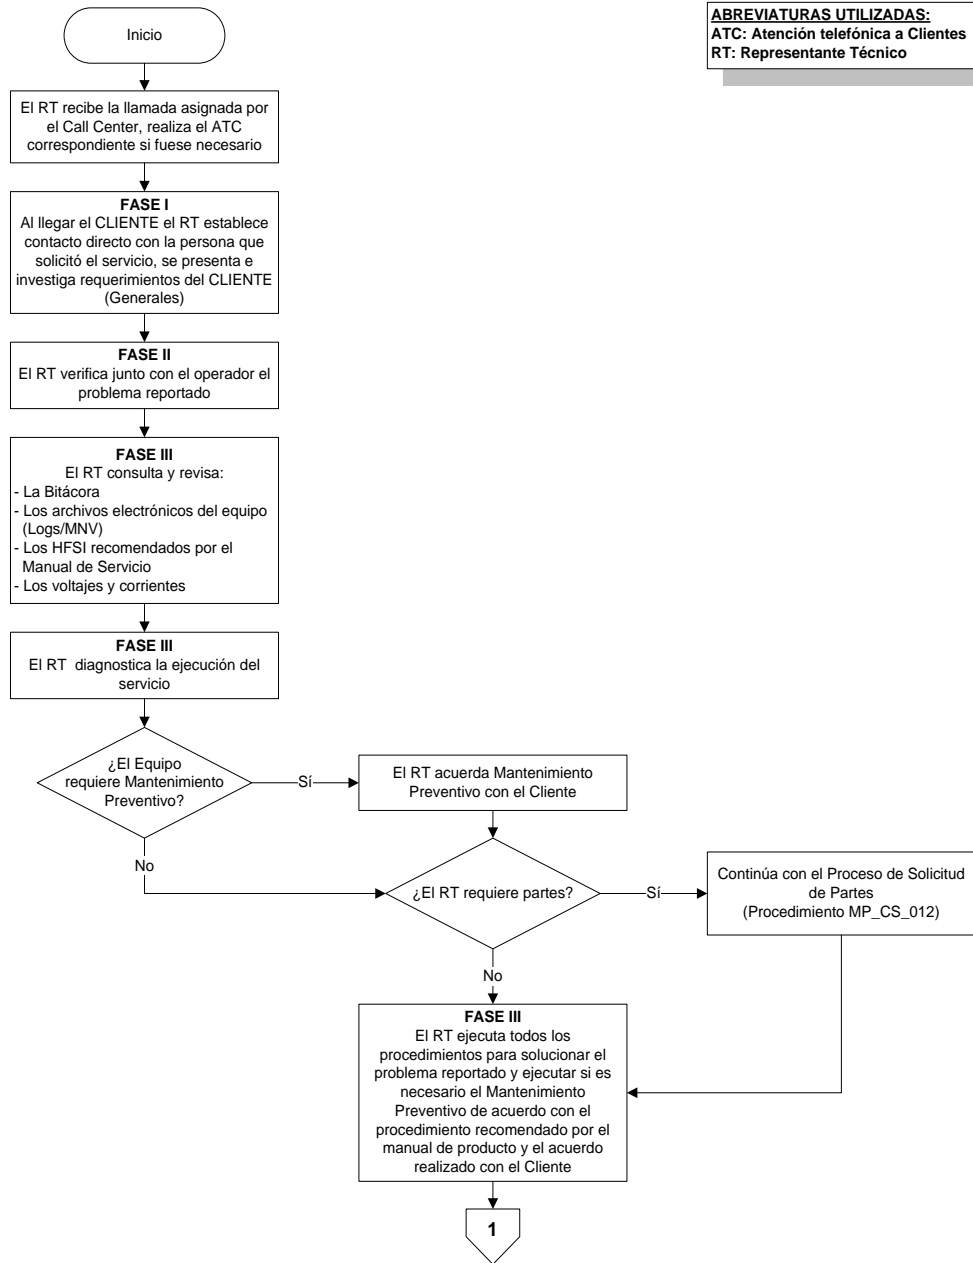 ABREVIATURAS UTILIZADAS:
ATC: Atención telefónica a Clientes
RT: Representante Técnico
Inicio
El RT recibe la llamada asignada por
el Call Center, realiza el ATC
correspondiente si fuese necesario
FASE I
Al llegar el CLIENTE el RT establece
contacto directo con la persona que
solicitó el servicio, se presenta e
investiga requerimientos del CLIENTE
(Generales)
FASE II
El RT verifica junto con el operador el
problema reportado
FASE III
El RT consulta y revisa:
- La Bitácora
- Los archivos electrónicos del equipo
(Logs/MNV)
- Los HFSI recomendados por el
Manual de Servicio
- Los voltajes y corrientes
FASE III
El RT diagnostica la ejecución del
servicio
¿El Equipo
requiere Mantenimiento
Preventivo?
Sí
El RT acuerda Mantenimiento
Preventivo con el Cliente
No
¿El RT requiere partes?
Sí
Continúa con el Proceso de Solicitud
de Partes
(Procedimiento MP_CS_012)
No
FASE III
El RT ejecuta todos los
procedimientos para solucionar el
problema reportado y ejecutar si es
necesario el Mantenimiento
Preventivo de acuerdo con el
procedimiento recomendado por el
manual de producto y el acuerdo
realizado con el Cliente
1